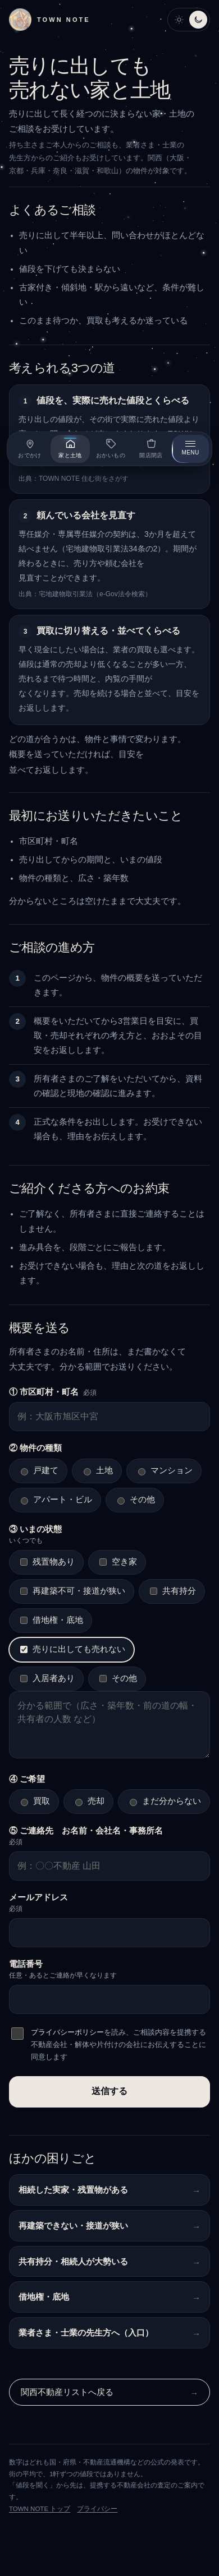 TOWN NOTE
売りに出しても
売れない家と土地
売りに出して長く経つのに決まらない家・土地の
ご相談をお受けしています。
持ち主さまご本人からのご相談も、業者さま・士業の
先生方からのご紹介もお受けしています。関西（大阪・
京都・兵庫・奈良・滋賀・和歌山）の物件が対象です。
よくあるご相談
• 売りに出して半年以上、問い合わせがほとんどな
い
• 値段を下げても決まらない
• 古家付き・傾斜地・駅から遠いなど、条件が難し
い
• このまま待つか、買取も考えるか迷っている
考えられる3つの道
1 値段を、実際に売れた値段とくらべる
売り出しの値段が、その街で実際に売れた値段より
おでかけ
家と土地
おかいもの
開店閉店
MENU
出典：TOWN NOTE 住む街をさがす
2 頼んでいる会社を見直す
専任媒介・専属専任媒介の契約は、3か月を超えて
結べません（宅地建物取引業法34条の2）。期間が
終わるときに、売り方や頼む会社を
見直すことができます。
出典：宅地建物取引業法（e-Gov法令検索）
3 買取に切り替える・並べてくらべる
早く現金にしたい場合は、業者の買取も選べます。
値段は通常の売却より低くなることが多い一方、
売れるまで待つ時間と、内覧の手間が
なくなります。売却を続ける場合と並べて、目安を
お返しします。
どの道が合うかは、物件と事情で変わります。
概要を送っていただければ、目安を
並べてお返しします。
最初にお送りいただきたいこと
• 市区町村・町名
• 売り出してからの期間と、いまの値段
• 物件の種類と、広さ・築年数
分からないところは空けたままで大丈夫です。
ご相談の進め方
1 このページから、物件の概要を送っていただ
きます。
2 概要をいただいてから3営業日を目安に、買
取・売却それぞれの考え方と、おおよその目
安をお返しします。
3 所有者さまのご了解をいただいてから、資料
の確認と現地の確認に進みます。
4 正式な条件をお出しします。お受けできない
場合も、理由をお伝えします。
ご紹介くださる方へのお約束
• ご了解なく、所有者さまに直接ご連絡することは
しません。
• 進み具合を、段階ごとにご報告します。
• お受けできない場合も、理由と次の道をお返しし
ます。
概要を送る
所有者さまのお名前・住所は、まだ書かなくて
大丈夫です。分かる範囲でお送りください。
① 市区町村・町名 必須
例：大阪市旭区中宮
② 物件の種類
戸建て
土地
マンション
アパート・ビル
その他
③ いまの状態
いくつでも
残置物あり
空き家
再建築不可・接道が狭い
共有持分
借地権・底地
売りに出しても売れない
入居者あり
その他
分かる範囲で（広さ・築年数・前の道の幅・
共有者の人数 など）
④ ご希望
買取
売却
まだ分からない
⑤ ご連絡先 お名前・会社名・事務所名
必須
例：〇〇不動産 山田
メールアドレス
必須
電話番号
任意・あるとご連絡が早くなります
プライバシーポリシーを読み、ご相談内容を提携する
不動産会社・解体や片付けの会社にお伝えすることに
同意します
送信する
ほかの困りごと
相続した実家・残置物がある →
再建築できない・接道が狭い →
共有持分・相続人が大勢いる →
借地権・底地 →
業者さま・士業の先生方へ（入口） →
関西不動産リストへ戻る →
数字はどれも国・府県・不動産流通機構などの公式の発表です。
街の平均で、1軒ずつの値段ではありません。
「値段を聞く」から先は、提携する不動産会社の査定のご案内で
す。
TOWN NOTE トップ プライバシー